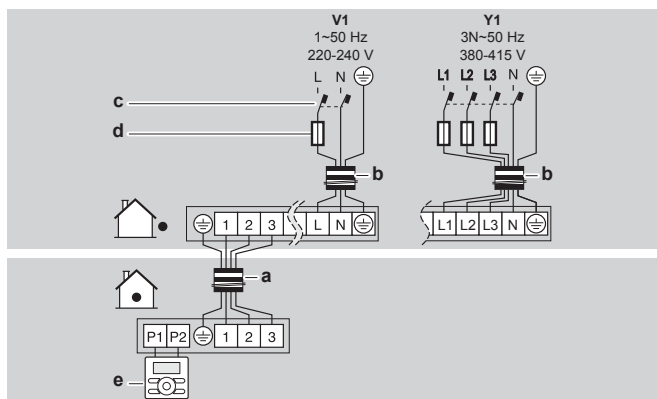 V1
1~50 Hz
220-240 V
L N
Y1
3N~50 Hz
380-415 V
L1 L2 L3 N
c
d
b
b
1 2 3 L N
L1 L2 L3 N
a
P1 P2 1 2 3
e